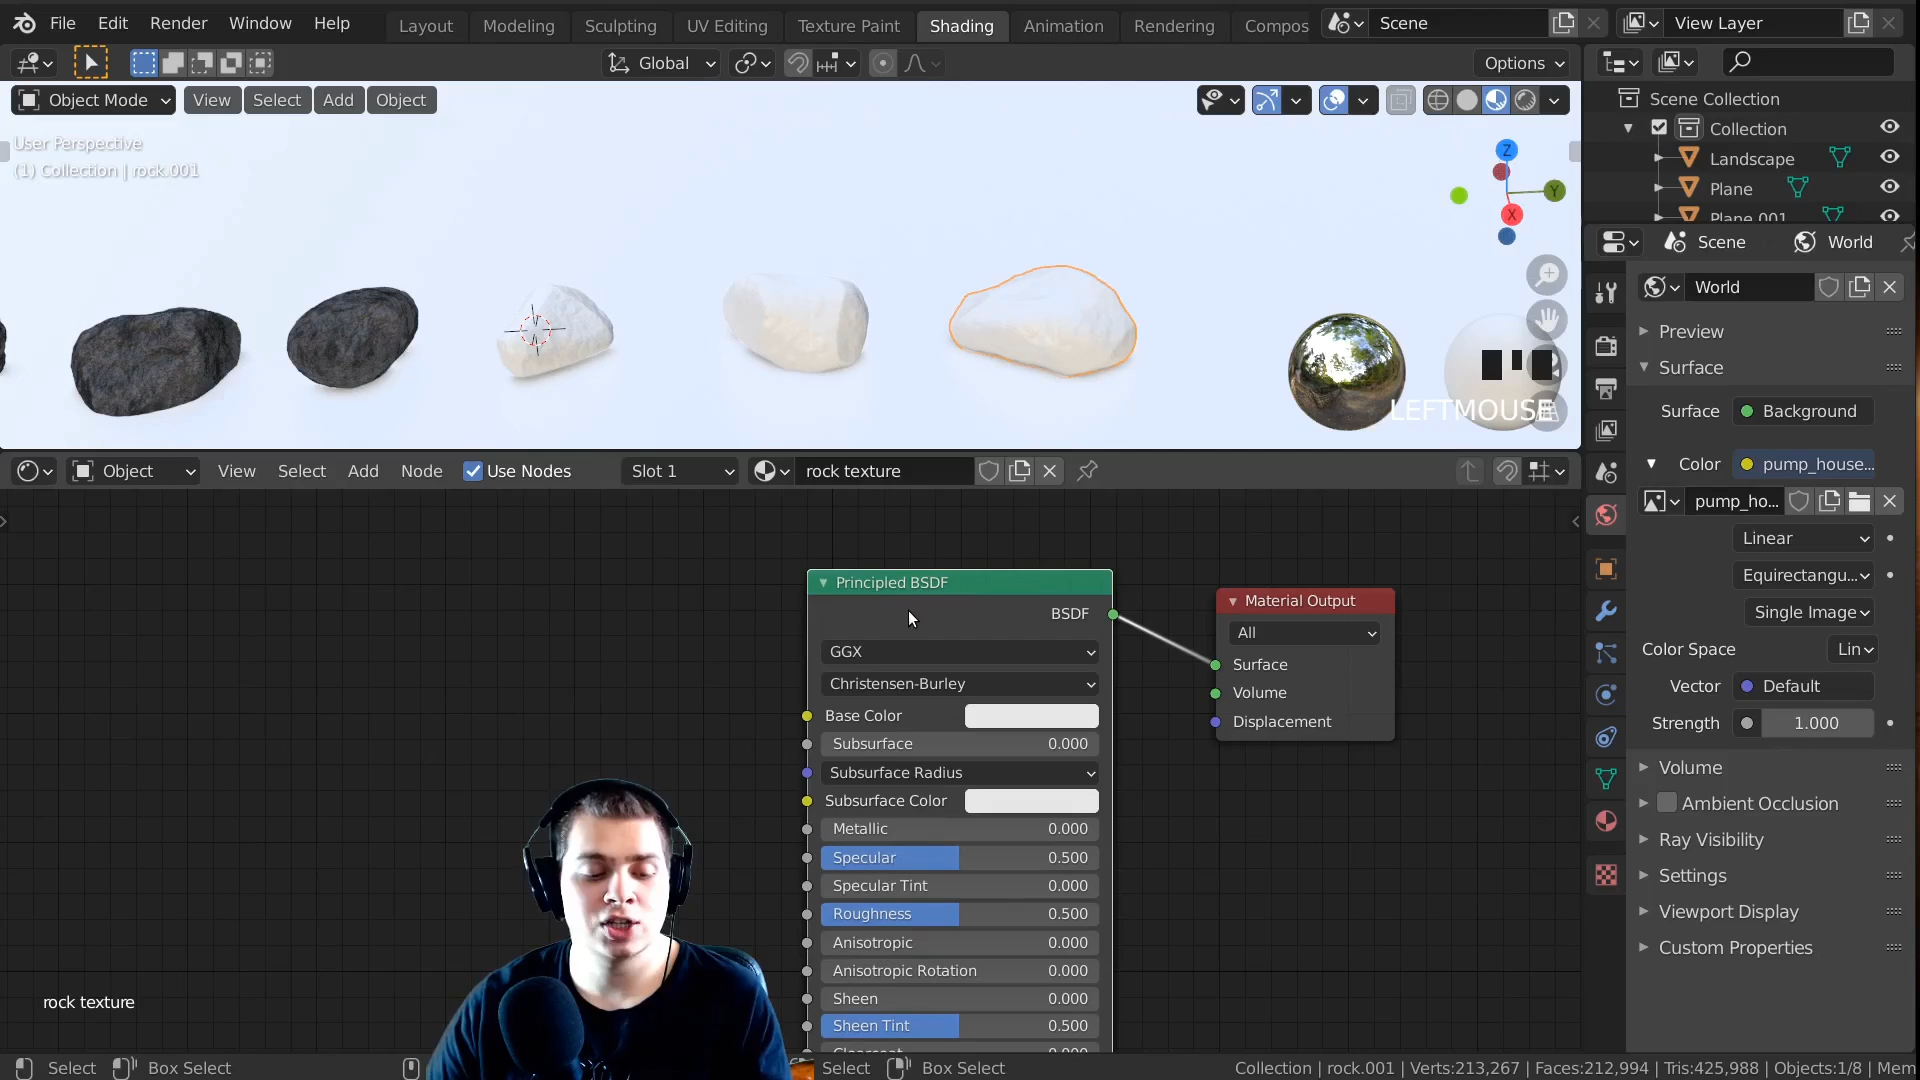 File Edit Render Window Help Layout Modeling Sculpting UV Editing Texture Paint Shading Animation Rendering Compos Scene View Layer
Global Options
Object Mode View Select Add Object
Scene Collection
Collection
Landscape
Plane
Plane.001
User Perspective
(1) Collection | rock.001
Z
Y
X
LEFTMOUSE
Scene World
World
Preview
Surface
Surface Background
Color pump_house...
pump_ho...
Linear
Equirectangu...
Single Image
Color Space Lin
Vector Default
Strength 1.000
Volume
Ambient Occlusion
Ray Visibility
Settings
Viewport Display
Custom Properties
Object View Select Add Node Use Nodes Slot 1 rock texture
Principled BSDF
BSDF
GGX
Christensen-Burley
Base Color
Subsurface 0.000
Subsurface Radius
Subsurface Color
Metallic 0.000
Specular 0.500
Specular Tint 0.000
Roughness 0.500
Anisotropic 0.000
Anisotropic Rotation 0.000
Sheen 0.000
Sheen Tint 0.500
Clearcoat 0.000
Material Output
All
Surface
Volume
Displacement
rock texture
Select Box Select Select Box Select Collection | rock.001 | Verts:213,267 | Faces:212,994 | Tris:425,988 | Objects:1/8 | Mem